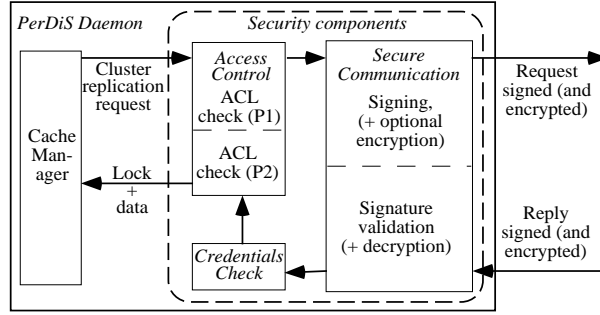 PerDiS Daemon
Security components
Cache
Man-
ager
Cluster
replication
request
Lock
+
data
Access
Control
ACL
check (P1)
ACL
check (P2)
Credentials
Check
Secure
Communication
Signing,
(+ optional
encryption)
Signature
validation
(+ decryption)
Request
signed (and
encrypted)
Reply
signed (and
encrypted)